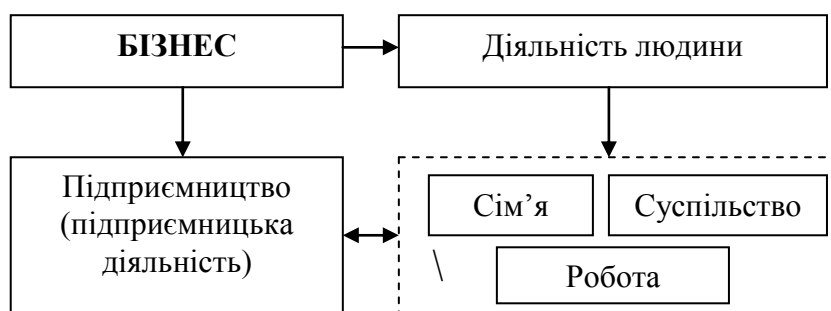 БІЗНЕС
Діяльність людини
Підприємництво
(підприємницька
діяльність)
Сім’я
Суспільство
\
Робота